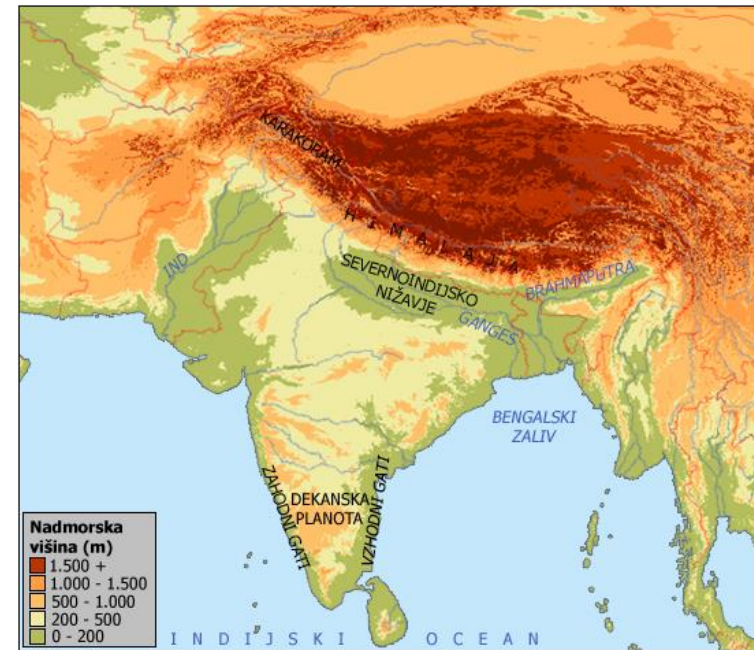 KARAKORAM
HIMALAJA
IND
SEVERNOINDIJSKO
NIŽAVJE
BRAHMAPUTRA
GANGES
BENGALSKI
ZALIV
ZAHODNI GATI
DEKANSKA
PLANOTA
VZHODNI GATI
Nadmorska
višina (m)
1.500 +
1.000 - 1.500
500 - 1.000
200 - 500
0 - 200
INDIJSKI OCEAN